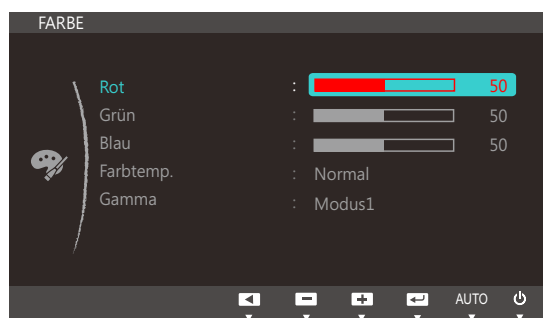 FARBE
Rot : 50
Grün : 50
Blau : 50
Farbtemp. : Normal
Gamma : Modus1
AUTO